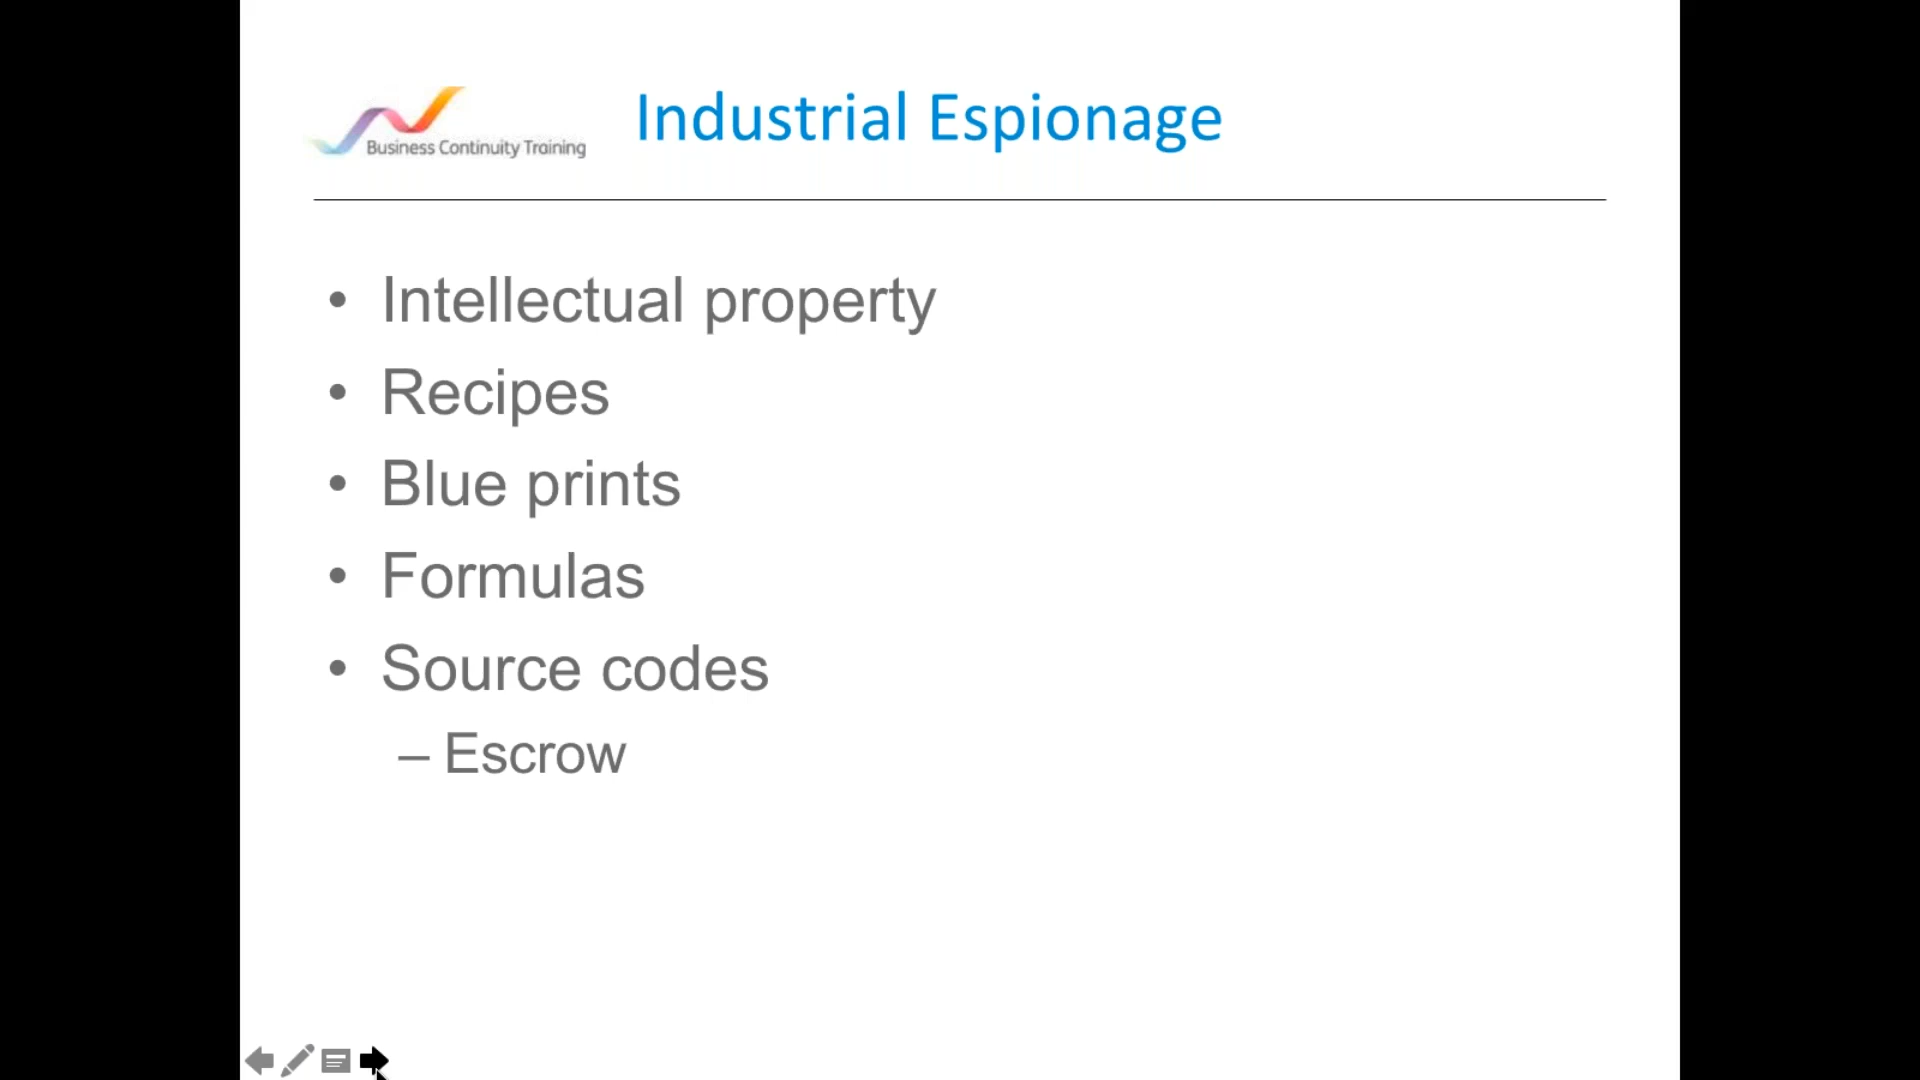 Business Continuity Training
Industrial Espionage
• Intellectual property
• Recipes
• Blue prints
• Formulas
• Source codes
– Escrow